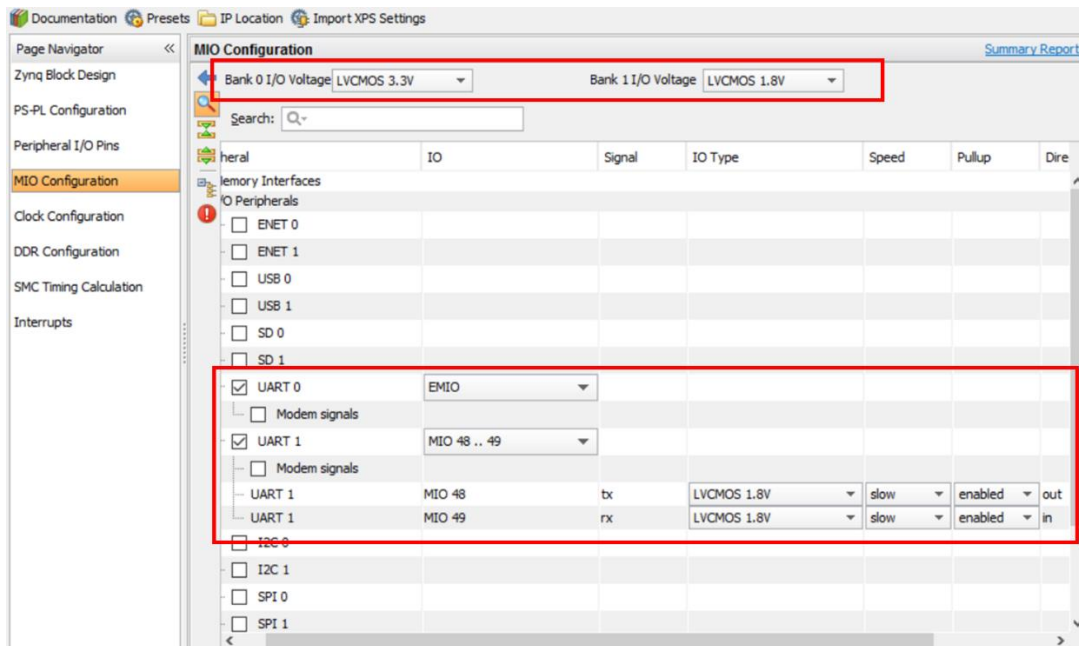 Documentation Presets IP Location Import XPS Settings
Page Navigator «
Zynq Block Design
PS-PL Configuration
Peripheral I/O Pins
MIO Configuration
Clock Configuration
DDR Configuration
SMC Timing Calculation
Interrupts
MIO Configuration Summary Report
Bank 0 I/O Voltage LVCMOS 3.3V Bank 1 I/O Voltage LVCMOS 1.8V
Search:
heral IO Signal IO Type Speed Pullup Dire
lemory Interfaces
/O Peripherals
ENET 0
ENET 1
USB 0
USB 1
SD 0
SD 1
UART 0 EMIO
Modem signals
UART 1 MIO 48 .. 49
Modem signals
UART 1 MIO 48 tx LVCMOS 1.8V slow enabled out
UART 1 MIO 49 rx LVCMOS 1.8V slow enabled in
I2C 0
I2C 1
SPI 0
SPI 1